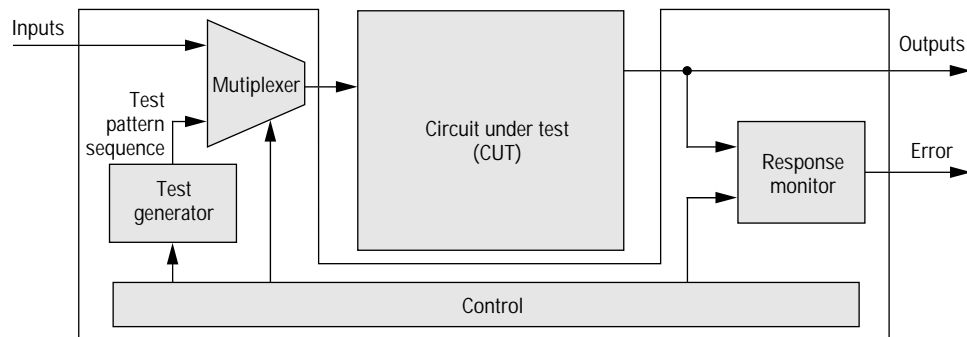 Inputs
Outputs
Mutiplexer
Test
pattern
sequence
Circuit under test
(CUT)
Response
monitor
Error
Test
generator
Control